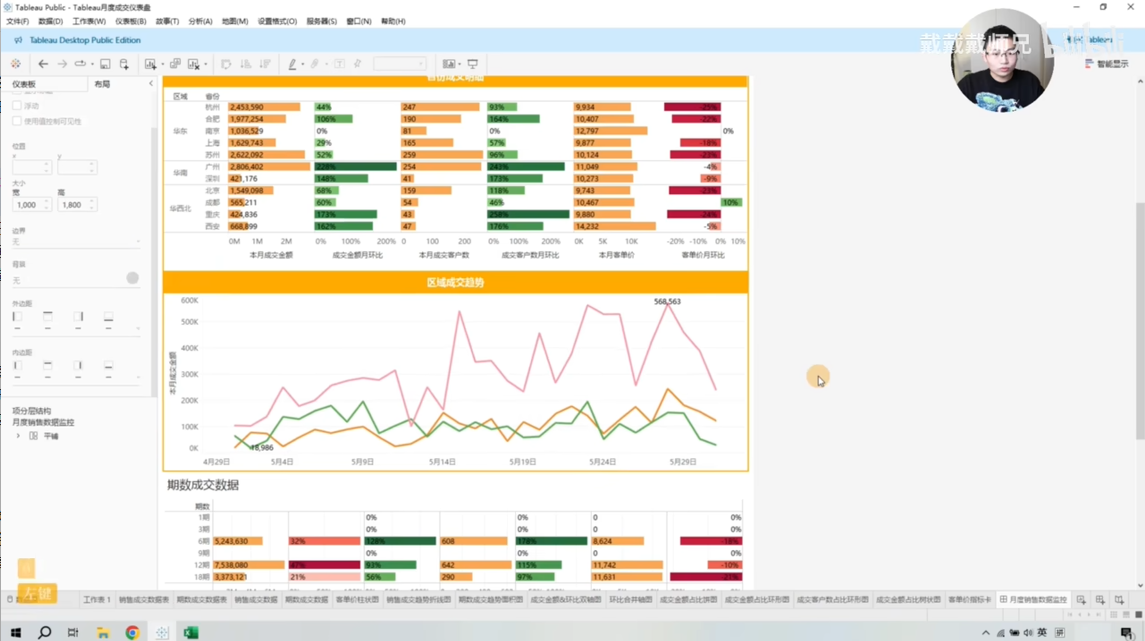 Tableau Public - Tableau月度成交仪表盘
文件(F) 数据(D) 工作表(W) 仪表板(B) 故事(T) 分析(A) 地图(M) 设置格式(O) 服务器(S) 窗口(N) 帮助(H)
Tableau Desktop Public Edition
戴戴戴师兄
智能显示
仪表板 布局
浮动
使用值控制可见性
位置
x y
大小
宽 高
1,000 1,800
边界
无
背景
无
外边距
内边距
项分层结构
月度销售数据监控
平铺
省份成交明细
区域 省份
华东 杭州 2,453,590 44% 247 93% 9,934 -25%
合肥 1,977,254 106% 190 164% 10,407 -22%
南京 1,036,529 0% 81 0% 12,797 0%
上海 1,629,743 29% 165 57% 9,877 -18%
苏州 2,622,092 52% 259 96% 10,124 -23%
华南 广州 2,806,402 228% 254 243% 11,049 -4%
深圳 421,176 148% 41 173% 10,273 -9%
华西北 北京 1,549,098 68% 159 118% 9,743 -23%
成都 565,211 60% 54 46% 10,467 10%
重庆 424,836 173% 43 258% 9,880 -24%
西安 668,899 162% 47 176% 14,232 -5%
0M 1M 2M 0% 100% 200% 0 100 200 0% 100% 200% 0K 5K 10K -20% -10% 0% 10%
本月成交金额 成交金额月环比 本月成交客户数 成交客户数月环比 本月客单价 客单价月环比
区域成交趋势
600K
500K
400K
300K
200K
100K
0K
本月成交金额
568,563
18,986
4月29日 5月4日 5月9日 5月14日 5月19日 5月24日 5月29日
期数成交数据
期数
1期 0% 0% 0 0%
3期 0% 0% 0 0%
6期 5,243,630 32% 128% 608 178% 8,624 -18%
9期 0% 0% 0 0%
12期 7,538,080 47% 93% 642 115% 11,742 -10%
18期 3,373,121 21% 56% 290 97% 11,631 -21%
左键
工作表 1 销售成交数据表 期数成交数据表 销售成交数据 期数成交数据 客单价柱状图 销售成交趋势折线图 期数成交趋势面积图 成交金额&环比双轴图 环比合并轴图 成交金额占比饼图 成交金额占比环形图 成交客户数占比环形图 成交金额占比树状图 客单价指标卡 月度销售数据监控
英 拼